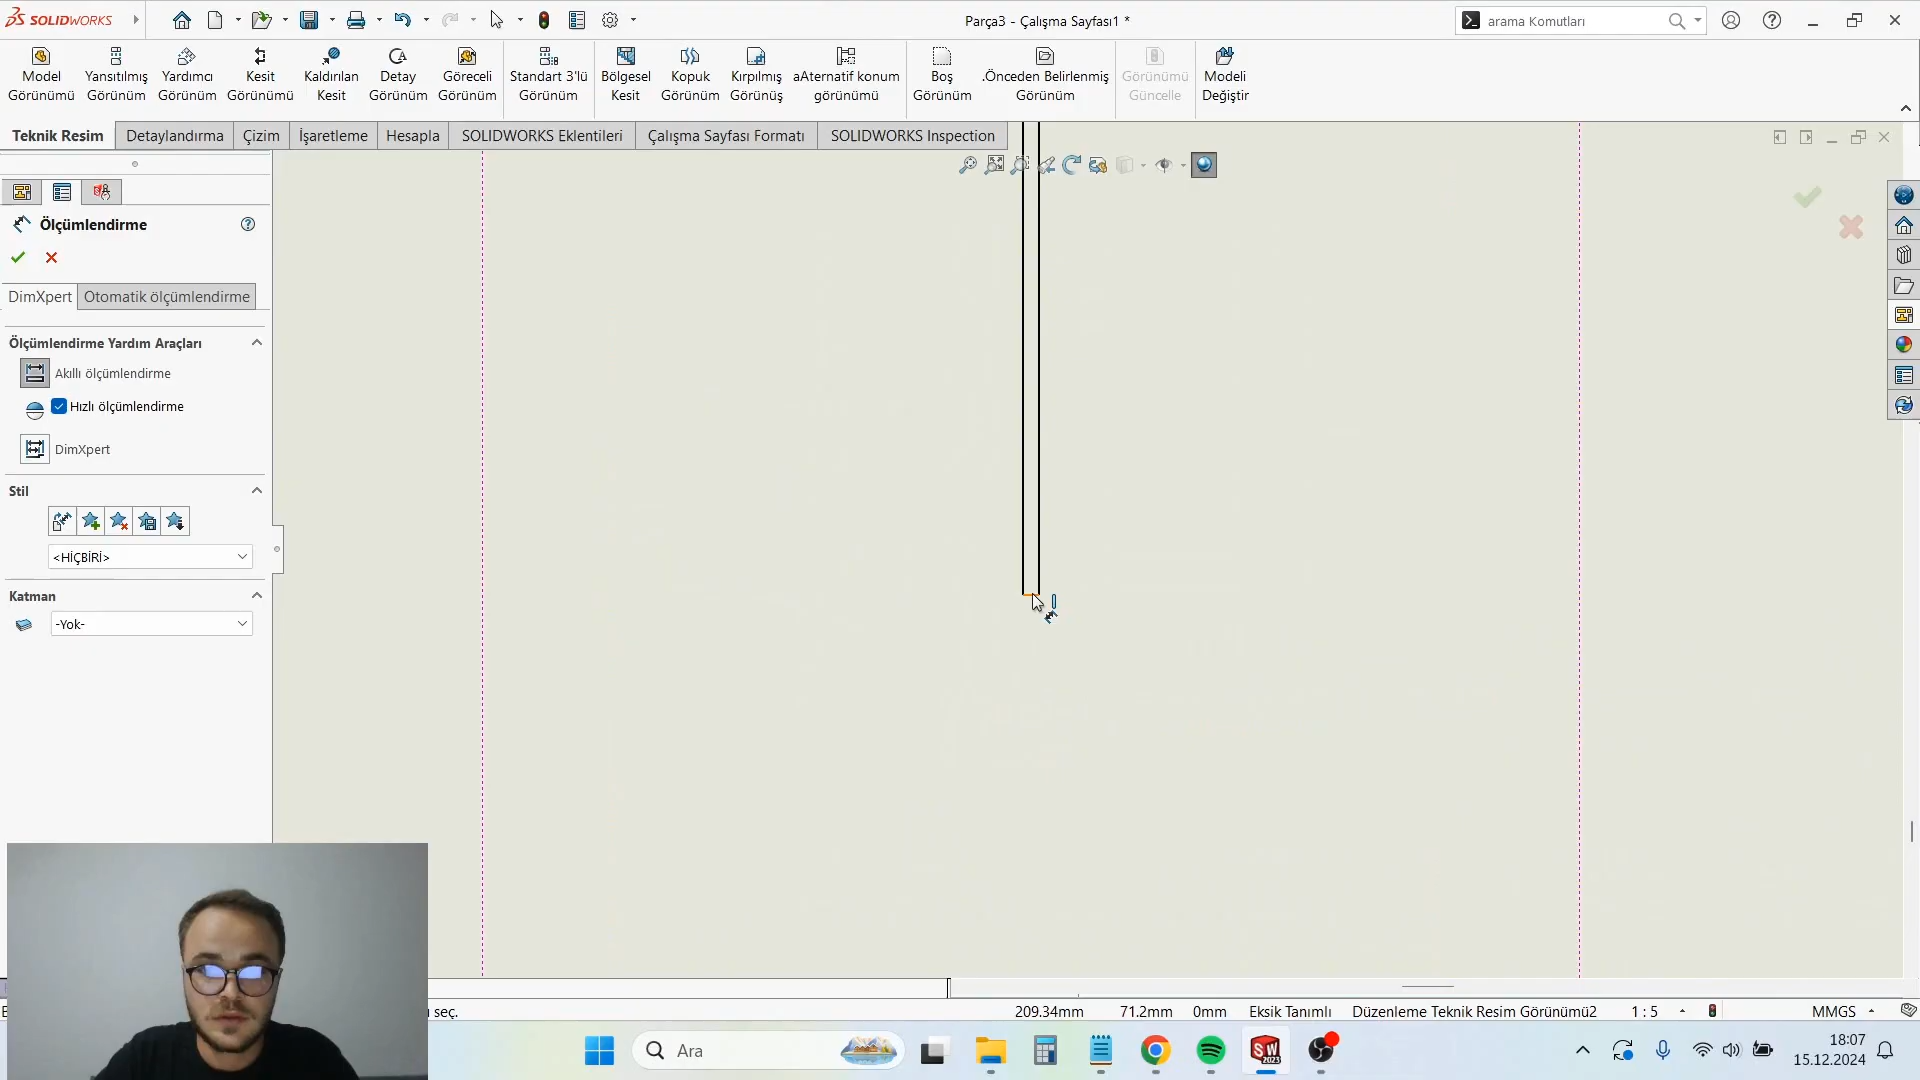 SOLIDWORKS
Parça3 - Çalışma Sayfası1 *
arama Komutları
Model Görünümü
Yansıtılmış Görünüm
Yardımcı Görünüm
Kesit Görünümü
Kaldırılan Kesit
Detay Görünüm
Göreceli Görünüm
Standart 3'lü Görünüm
Bölgesel Kesit
Kopuk Görünüm
Kırpılmış Görünüş
aAternatif konum görünümü
Boş Görünüm
.Önceden Belirlenmiş Görünüm
Görünümü Güncelle
Modeli Değiştir
Teknik Resim
Detaylandırma
Çizim
İşaretleme
Hesapla
SOLIDWORKS Eklentileri
Çalışma Sayfası Formatı
SOLIDWORKS Inspection
Ölçümlendirme
DimXpert
Otomatik ölçümlendirme
Ölçümlendirme Yardım Araçları
Akıllı ölçümlendirme
Hızlı ölçümlendirme
DimXpert
Stil
<HİÇBİRİ>
Katman
-Yok-
seç.
209.34mm
71.2mm
0mm
Eksik Tanımlı
Düzenleme Teknik Resim Görünümü2
1 : 5
MMGS
Ara
SW
2023
18:07
15.12.2024